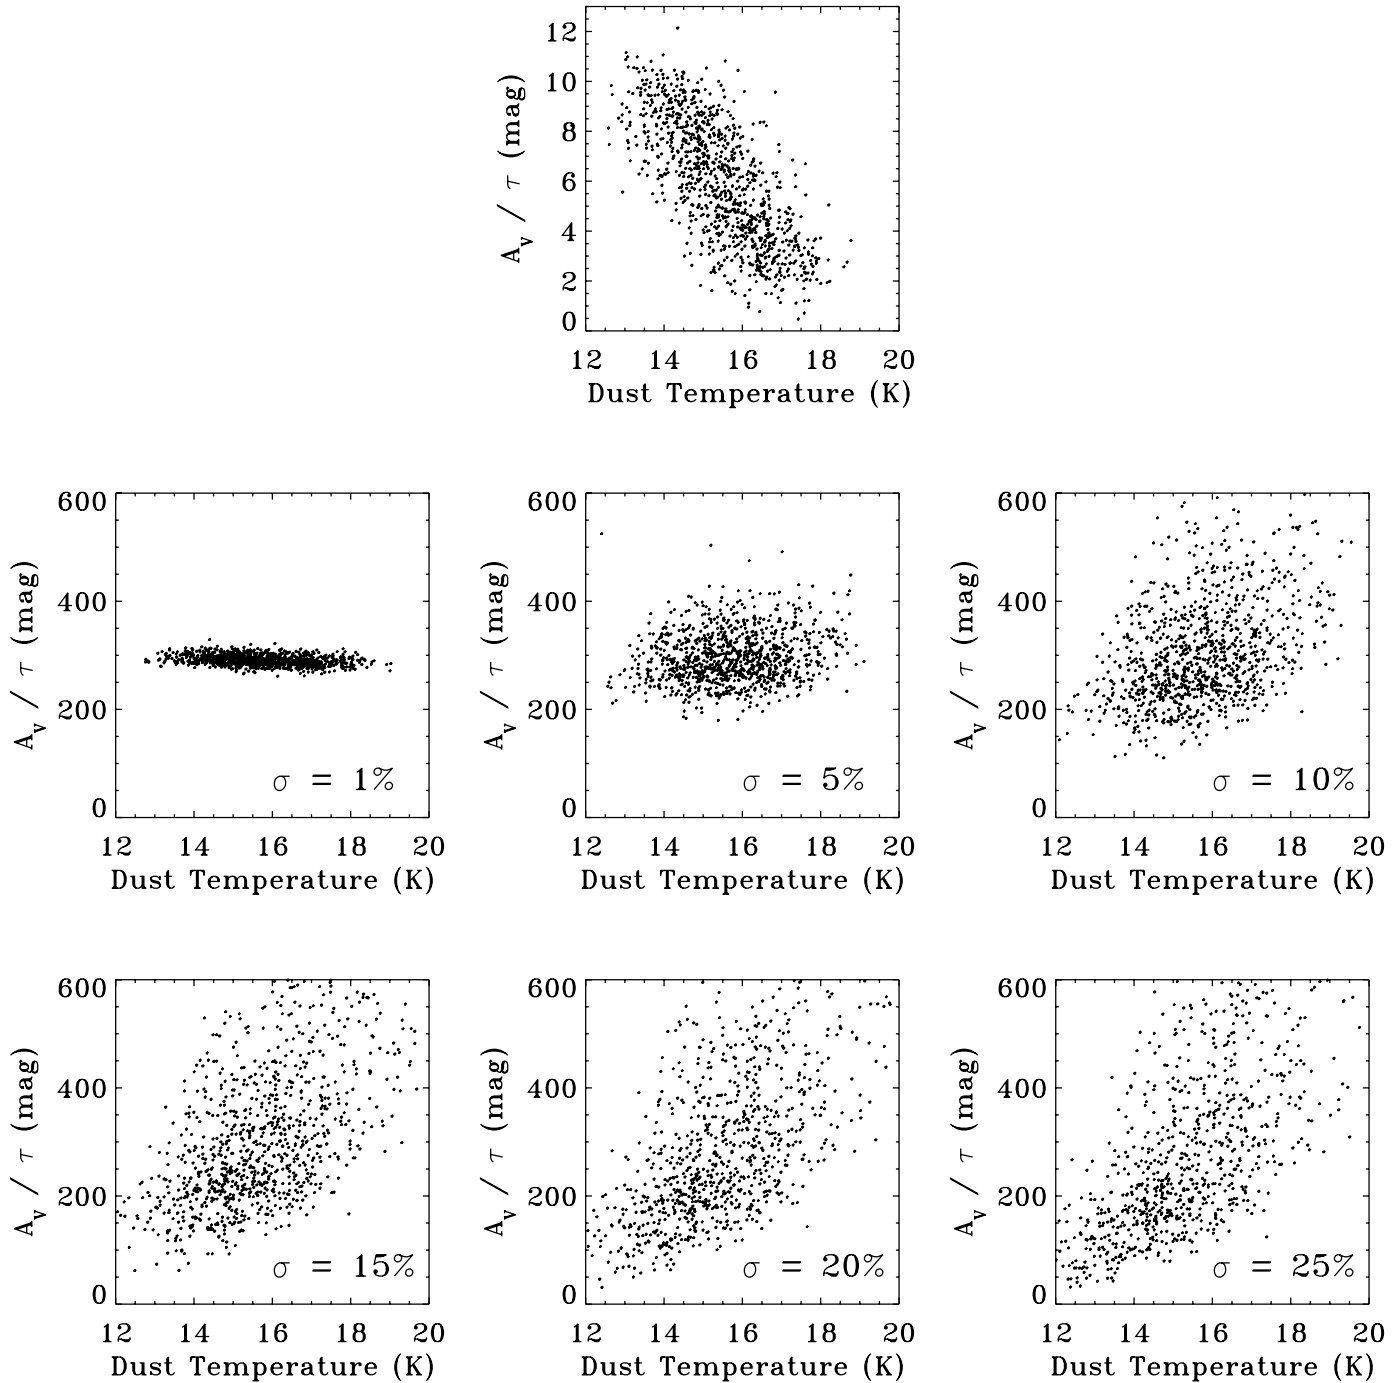 12
10
8
6
4
2
0
A_v / τ (mag)
12 14 16 18 20
Dust Temperature (K)
600
400
200
0
A_v / τ (mag)
σ = 1%
12 14 16 18 20
Dust Temperature (K)
600
400
200
0
A_v / τ (mag)
σ = 5%
12 14 16 18 20
Dust Temperature (K)
600
400
200
0
A_v / τ (mag)
σ = 10%
12 14 16 18 20
Dust Temperature (K)
600
400
200
0
A_v / τ (mag)
σ = 15%
12 14 16 18 20
Dust Temperature (K)
600
400
200
0
A_v / τ (mag)
σ = 20%
12 14 16 18 20
Dust Temperature (K)
600
400
200
0
A_v / τ (mag)
σ = 25%
12 14 16 18 20
Dust Temperature (K)